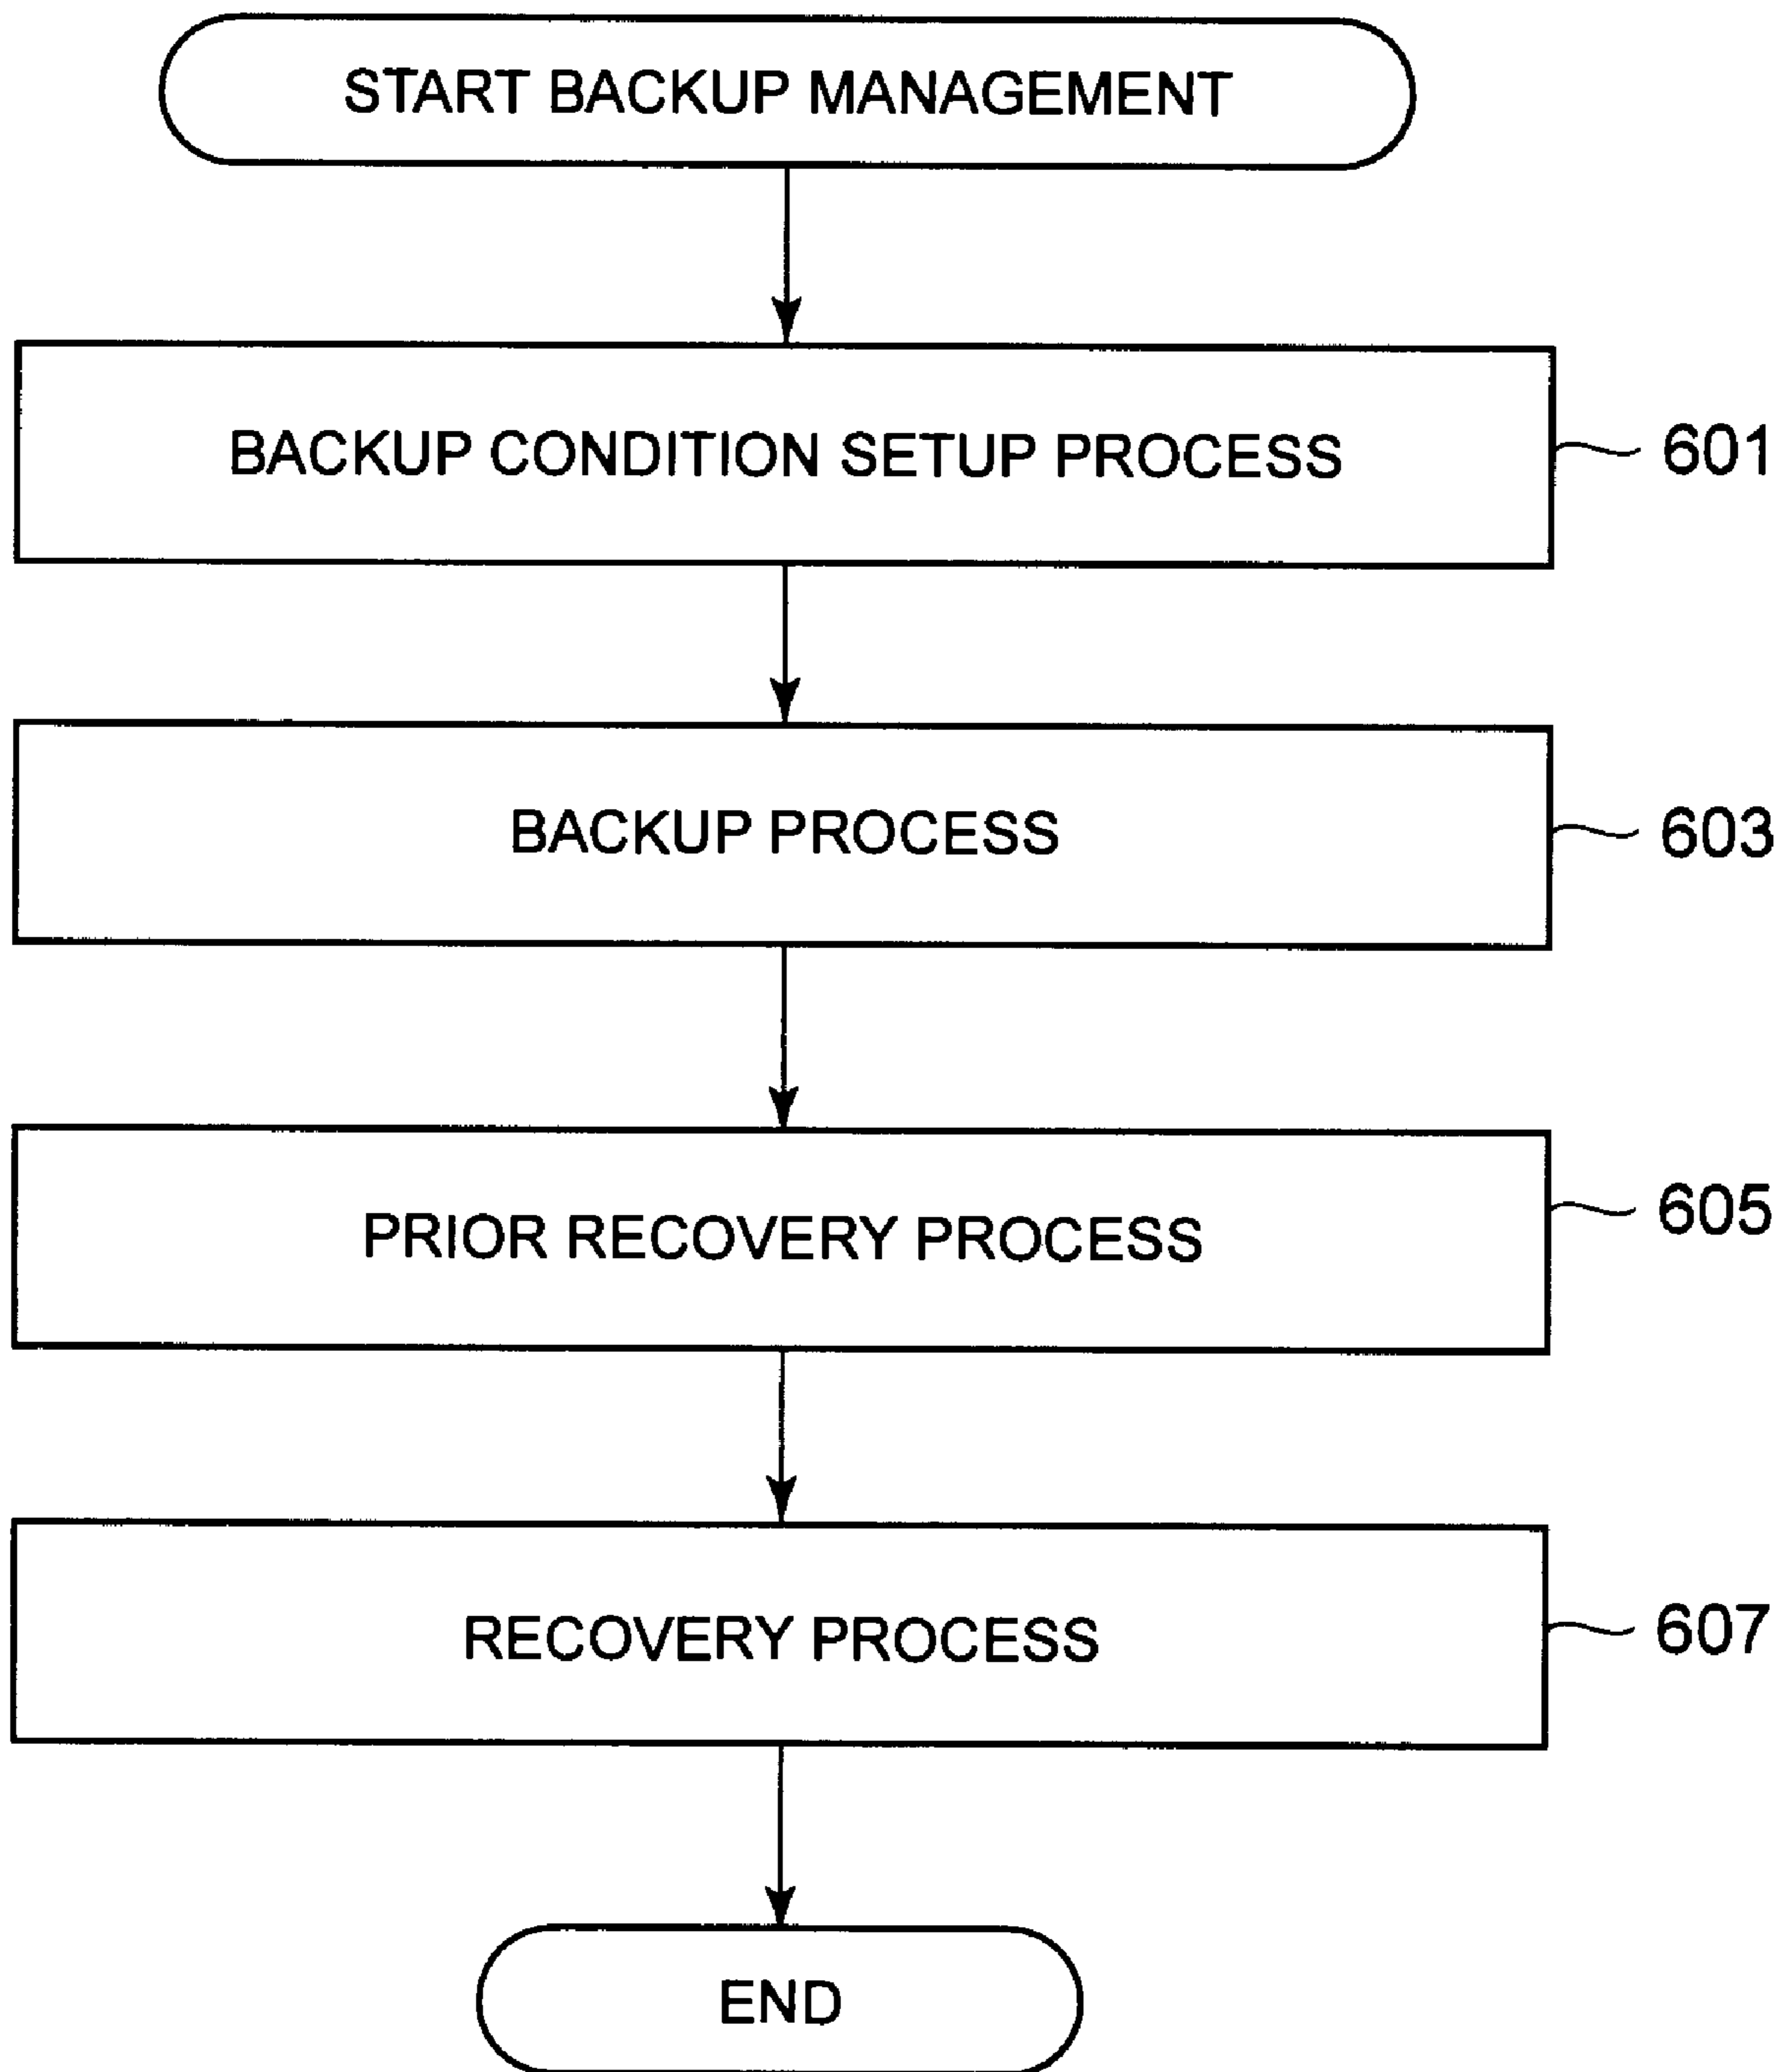 START BACKUP MANAGEMENT
BACKUP CONDITION SETUP PROCESS
601
BACKUP PROCESS
603
PRIOR RECOVERY PROCESS
605
RECOVERY PROCESS
607
END